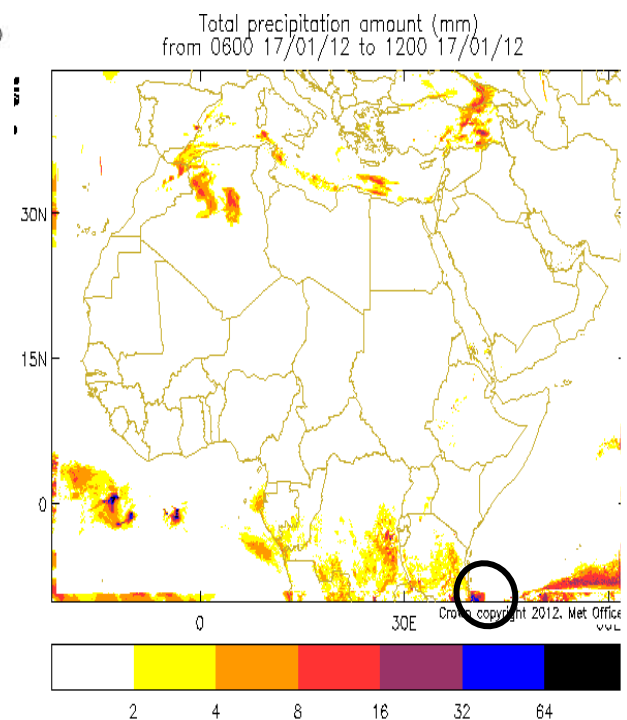 Total precipitation amount (mm)
from 0600 17/01/12 to 1200 17/01/12
30N
15N
0
0
30E
Crown copyright 2012. Met Office
2 4 8 16 32 64